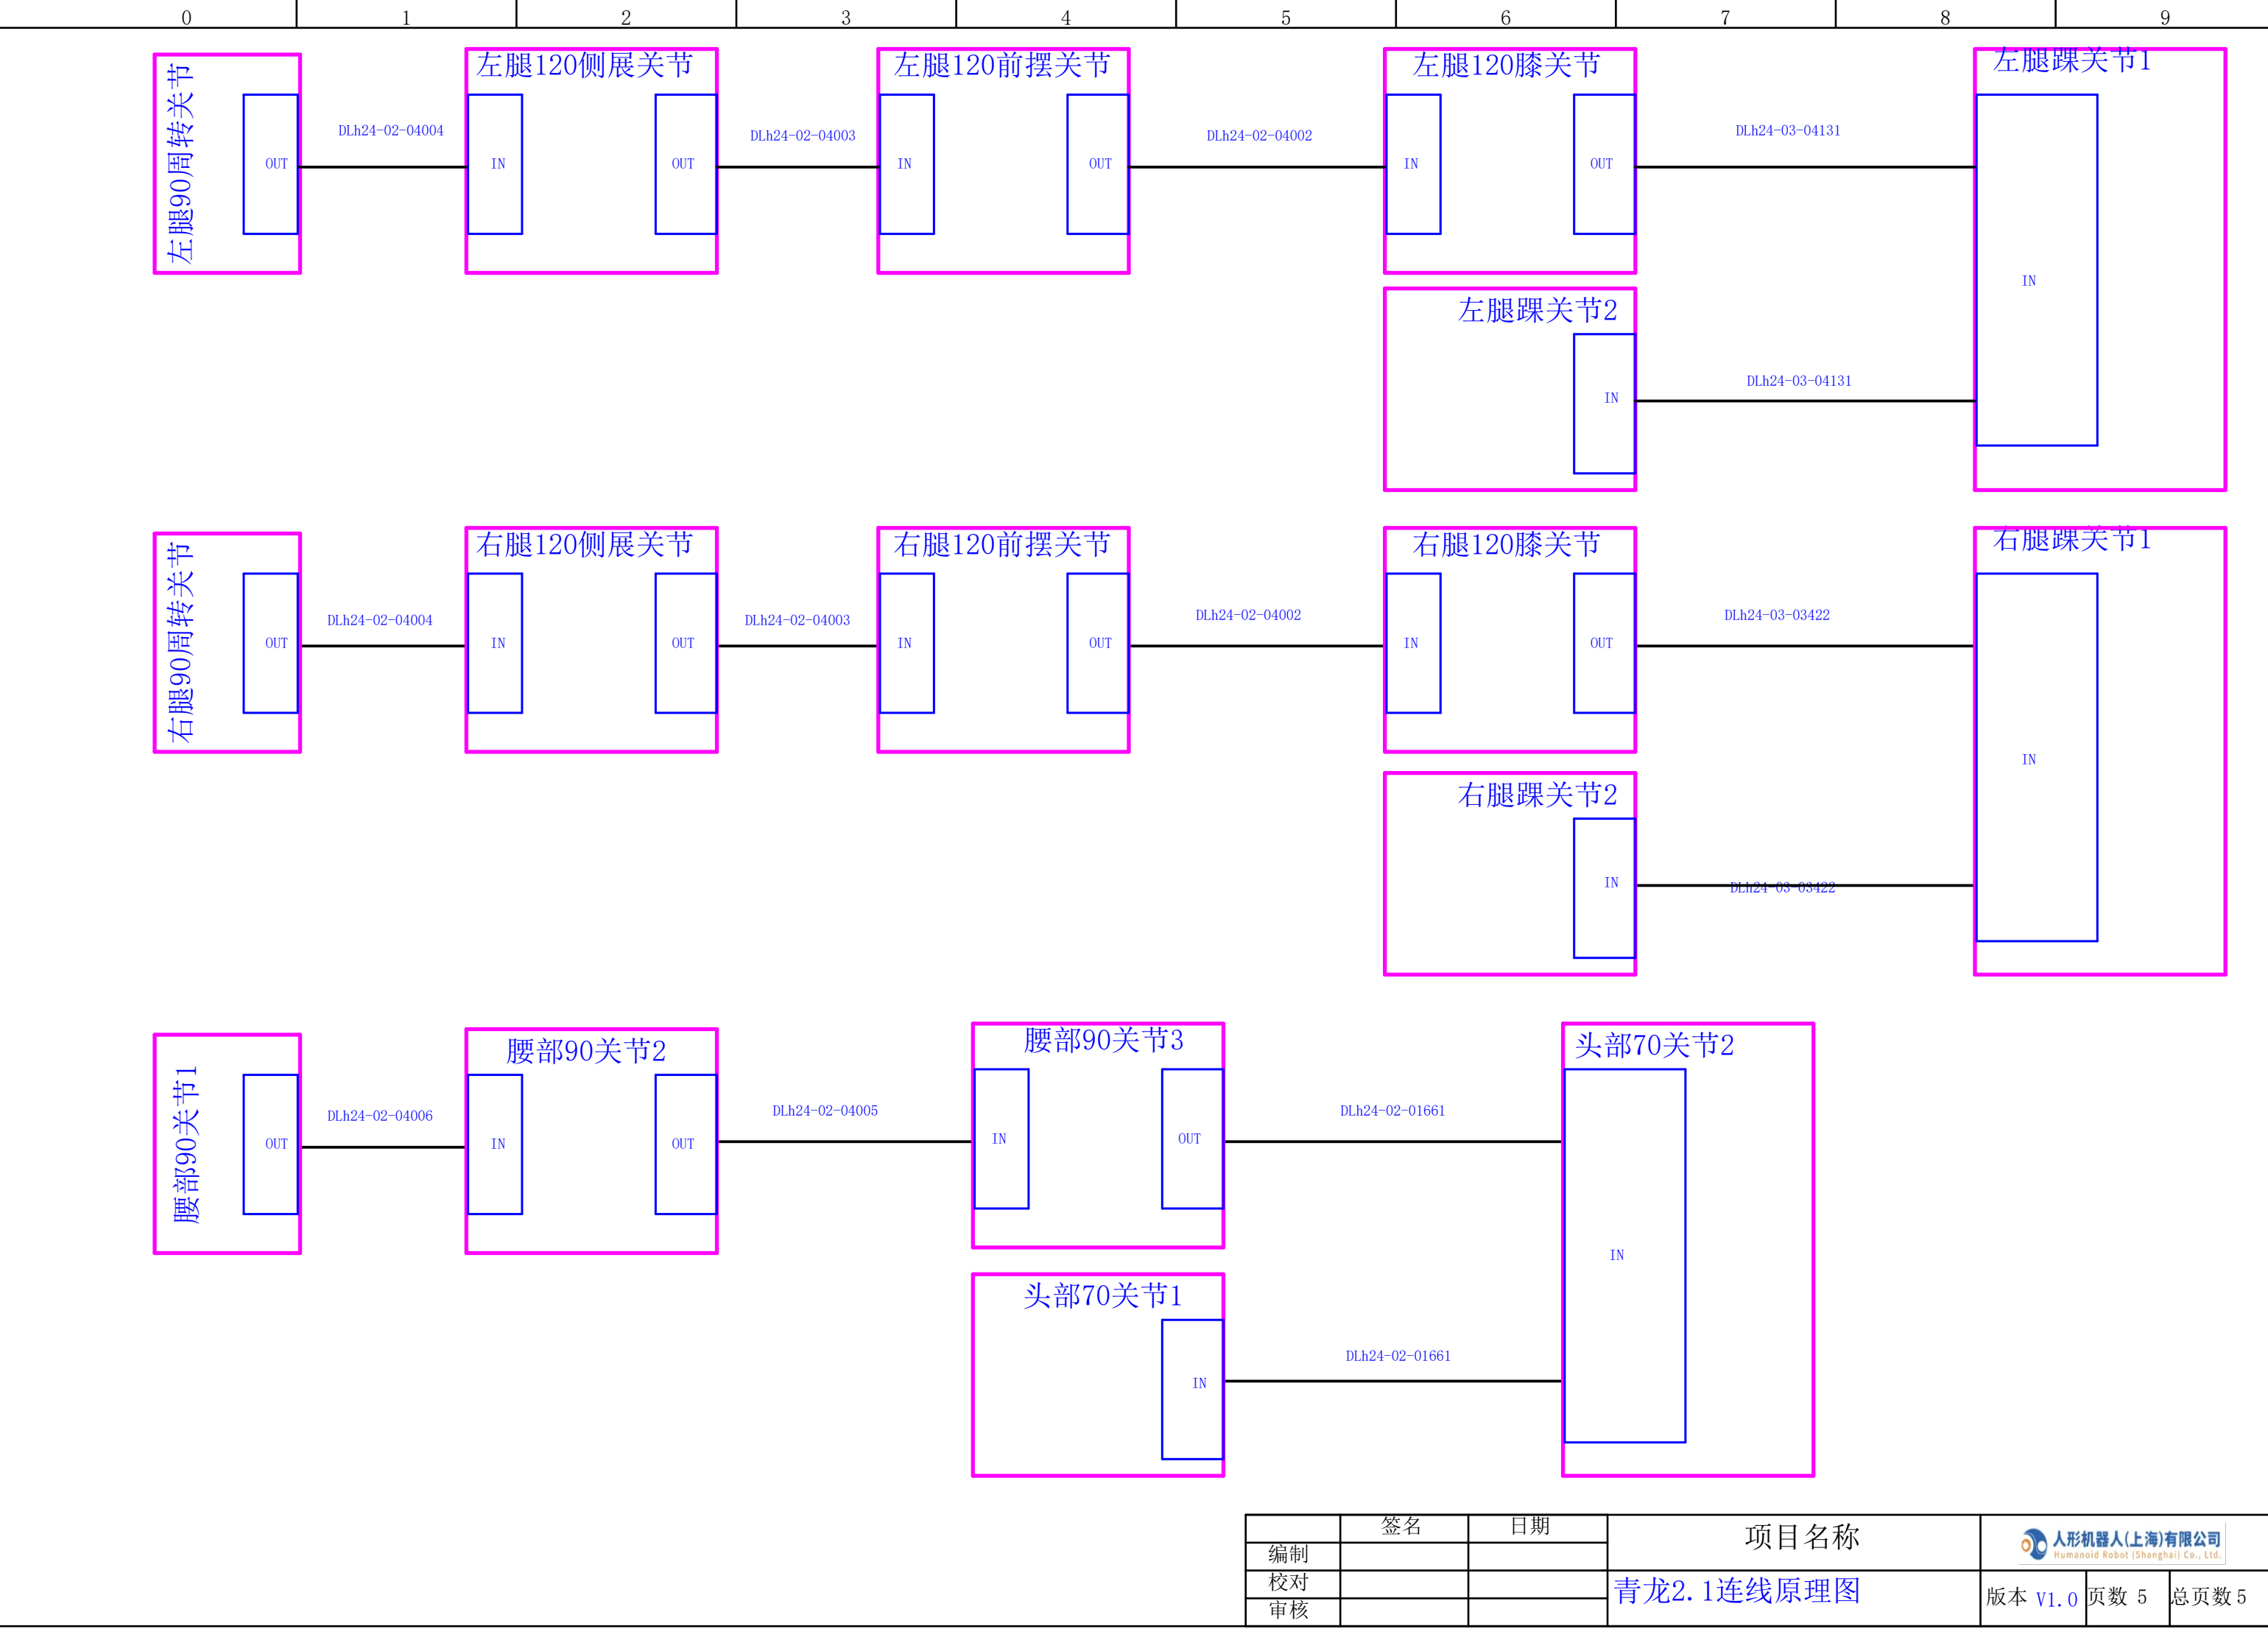 0 1 2 3 4 5 6 7 8 9
左腿90周转关节
OUT
DLh24-02-04004
左腿120侧展关节
IN
OUT
DLh24-02-04003
左腿120前摆关节
IN
OUT
DLh24-02-04002
左腿120膝关节
IN
OUT
DLh24-03-04131
左腿踝关节1
IN
左腿踝关节2
IN
DLh24-03-04131
右腿90周转关节
OUT
DLh24-02-04004
右腿120侧展关节
IN
OUT
DLh24-02-04003
右腿120前摆关节
IN
OUT
DLh24-02-04002
右腿120膝关节
IN
OUT
DLh24-03-03422
右腿踝关节1
IN
右腿踝关节2
IN
DLh24-03-03422
腰部90关节1
OUT
DLh24-02-04006
腰部90关节2
IN
OUT
DLh24-02-04005
腰部90关节3
IN
OUT
DLh24-02-01661
头部70关节2
IN
头部70关节1
IN
DLh24-02-01661
签名 日期
编制
校对
审核
项目名称
青龙2.1连线原理图
人形机器人(上海)有限公司
Humanoid Robot (Shanghai) Co., Ltd.
版本 V1.0 页数 5 总页数 5